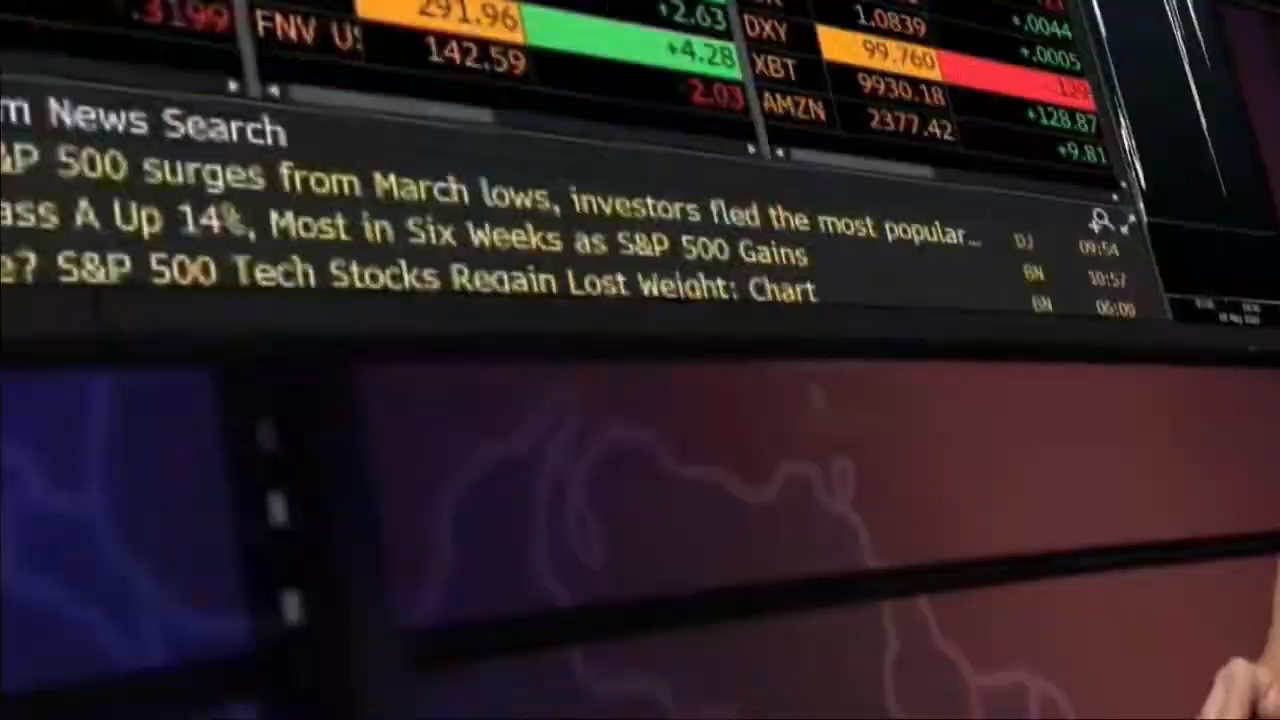 .3199
291.96 +2.63
FNV US 142.59 +4.28
2.03
1.0839 +.0044
DXY 99.760 +.0005
XBT 9930.18
AMZN 2377.42 +128.87
+9.81
m News Search
&P 500 surges from March lows, investors fled the most popular... DJ 09:54
ass A Up 14%, Most in Six Weeks as S&P 500 Gains BN 10:57
e? S&P 500 Tech Stocks Regain Lost Weight: Chart BN 06:00